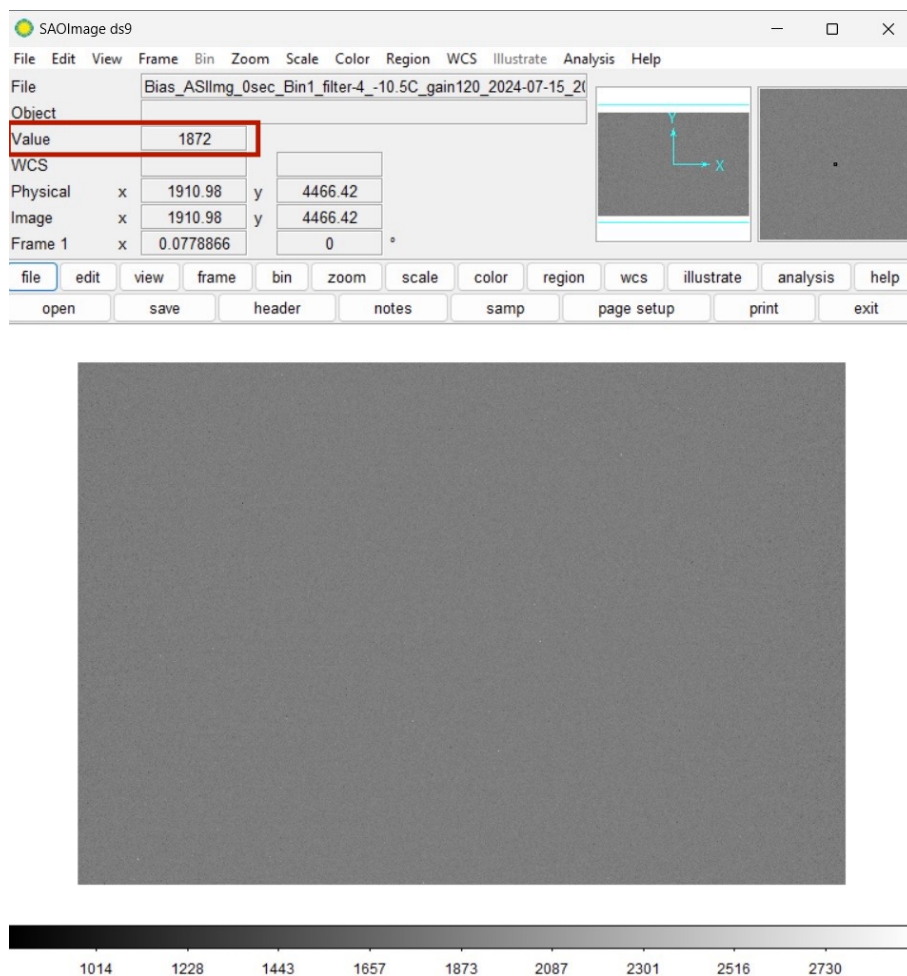 SAOImage ds9
File Edit View Frame Bin Zoom Scale Color Region WCS Illustrate Analysis Help
File Bias_ASIImg_0sec_Bin1_filter-4_-10.5C_gain120_2024-07-15_20
Object
Value 1872
WCS
Physical x 1910.98 y 4466.42
Image x 1910.98 y 4466.42
Frame 1 x 0.0778866 0 °
Y
X
file edit view frame bin zoom scale color region wcs illustrate analysis help
open save header notes samp page setup print exit
1014 1228 1443 1657 1873 2087 2301 2516 2730